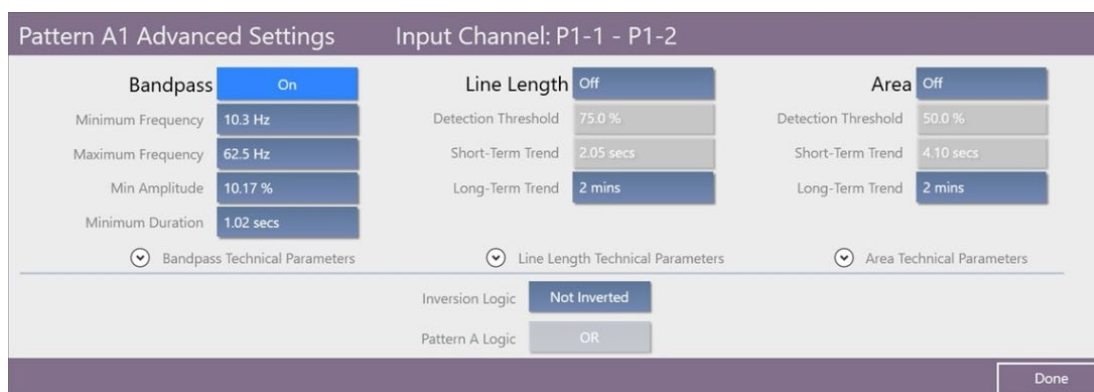 Pattern A1 Advanced Settings Input Channel: P1-1 - P1-2
Bandpass On Line Length Off Area Off
Minimum Frequency 10.3 Hz Detection Threshold 75.0 % Detection Threshold 50.0 %
Maximum Frequency 62.5 Hz Short-Term Trend 2.05 secs Short-Term Trend 4.10 secs
Min Amplitude 10.17 % Long-Term Trend 2 mins Long-Term Trend 2 mins
Minimum Duration 1.02 secs
Bandpass Technical Parameters Line Length Technical Parameters Area Technical Parameters
Inversion Logic Not Inverted
Pattern A Logic OR
Done